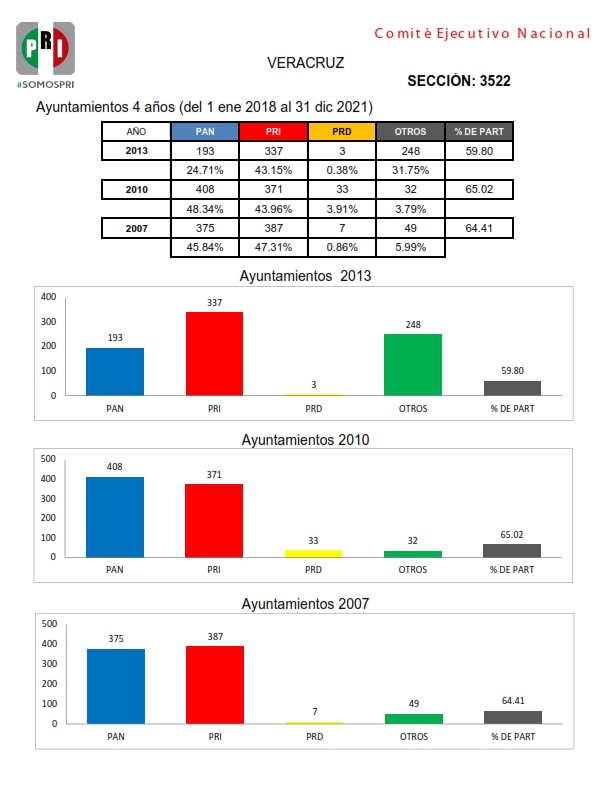 Comité Ejecutivo Nacional
PRI
#SOMOSPRI
VERACRUZ
SECCIÓN: 3522
Ayuntamientos 4 años (del 1 ene 2018 al 31 dic 2021)
AÑO PAN PRI PRD OTROS % DE PART
2013 193 337 3 248 59.80
24.71% 43.15% 0.38% 31.75%
2010 408 371 33 32 65.02
48.34% 43.96% 3.91% 3.79%
2007 375 387 7 49 64.41
45.84% 47.31% 0.86% 5.99%
Ayuntamientos 2013
400
300
200
100
0
193
337
3
248
59.80
PAN PRI PRD OTROS % DE PART
Ayuntamientos 2010
500
400
300
200
100
0
408
371
33
32
65.02
PAN PRI PRD OTROS % DE PART
Ayuntamientos 2007
500
400
300
200
100
0
375
387
7
49
64.41
PAN PRI PRD OTROS % DE PART